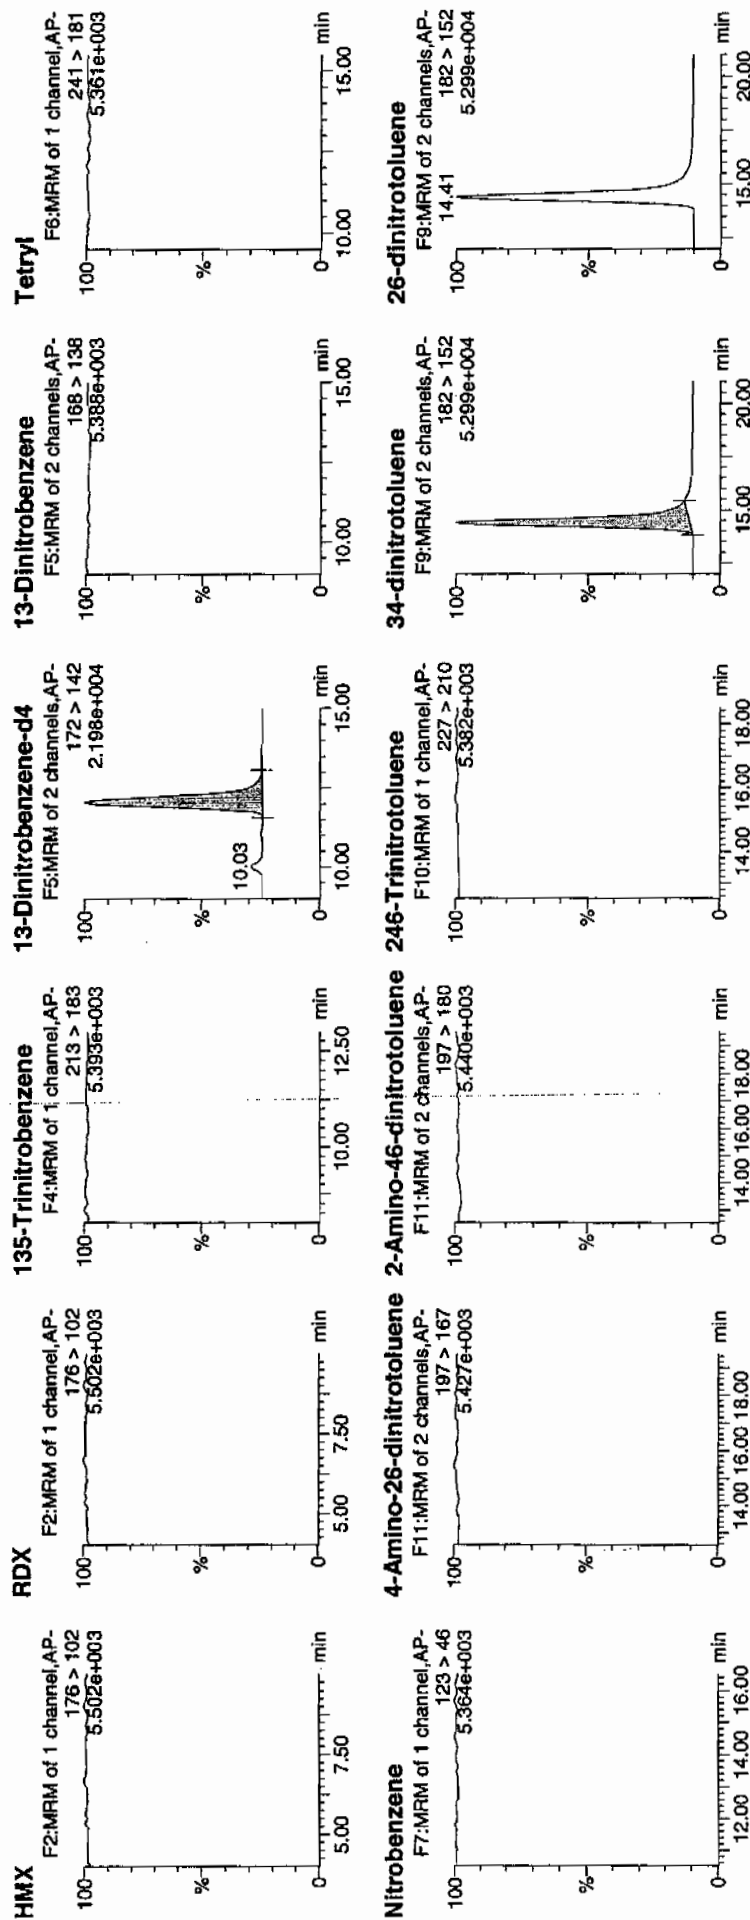 HMX
F2:MRM of 1 channel,AP-
176 > 102
5.502e+003
100
%
0
5.00
7.50
min
RDX
F2:MRM of 1 channel,AP-
176 > 102
5.502e+003
100
%
0
5.00
7.50
min
135-Trinitrobenzene
F4:MRM of 1 channel,AP-
213 > 183
5.393e+003
100
%
0
10.00
12.50
min
13-Dinitrobenzene-d4
F5:MRM of 2 channels,AP-
172 > 142
2.198e+004
100
%
10.03
0
10.00
15.00
min
13-Dinitrobenzene
F5:MRM of 2 channels,AP-
168 > 138
5.388e+003
100
%
0
10.00
15.00
min
Tetryl
F6:MRM of 1 channel,AP-
241 > 181
5.361e+003
100
%
0
10.00
15.00
min
Nitrobenzene
F7:MRM of 1 channel,AP-
123 > 46
5.364e+003
100
%
0
12.00
14.00
16.00
min
4-Amino-26-dinitrotoluene
F11:MRM of 2 channels,AP-
197 > 167
5.427e+003
100
%
0
14.00
16.00
18.00
min
2-Amino-46-dinitrotoluene
F11:MRM of 2 channels,AP-
197 > 180
5.440e+003
100
%
0
14.00
16.00
18.00
min
246-Trinitrotoluene
F10:MRM of 1 channel,AP-
227 > 210
5.382e+003
100
%
0
14.00
16.00
18.00
min
34-dinitrotoluene
F9:MRM of 2 channels,AP-
182 > 152
5.299e+004
100
%
0
15.00
20.00
min
26-dinitrotoluene
F9:MRM of 2 channels,AP-
14.41
182 > 152
5.299e+004
100
%
0
15.00
20.00
min